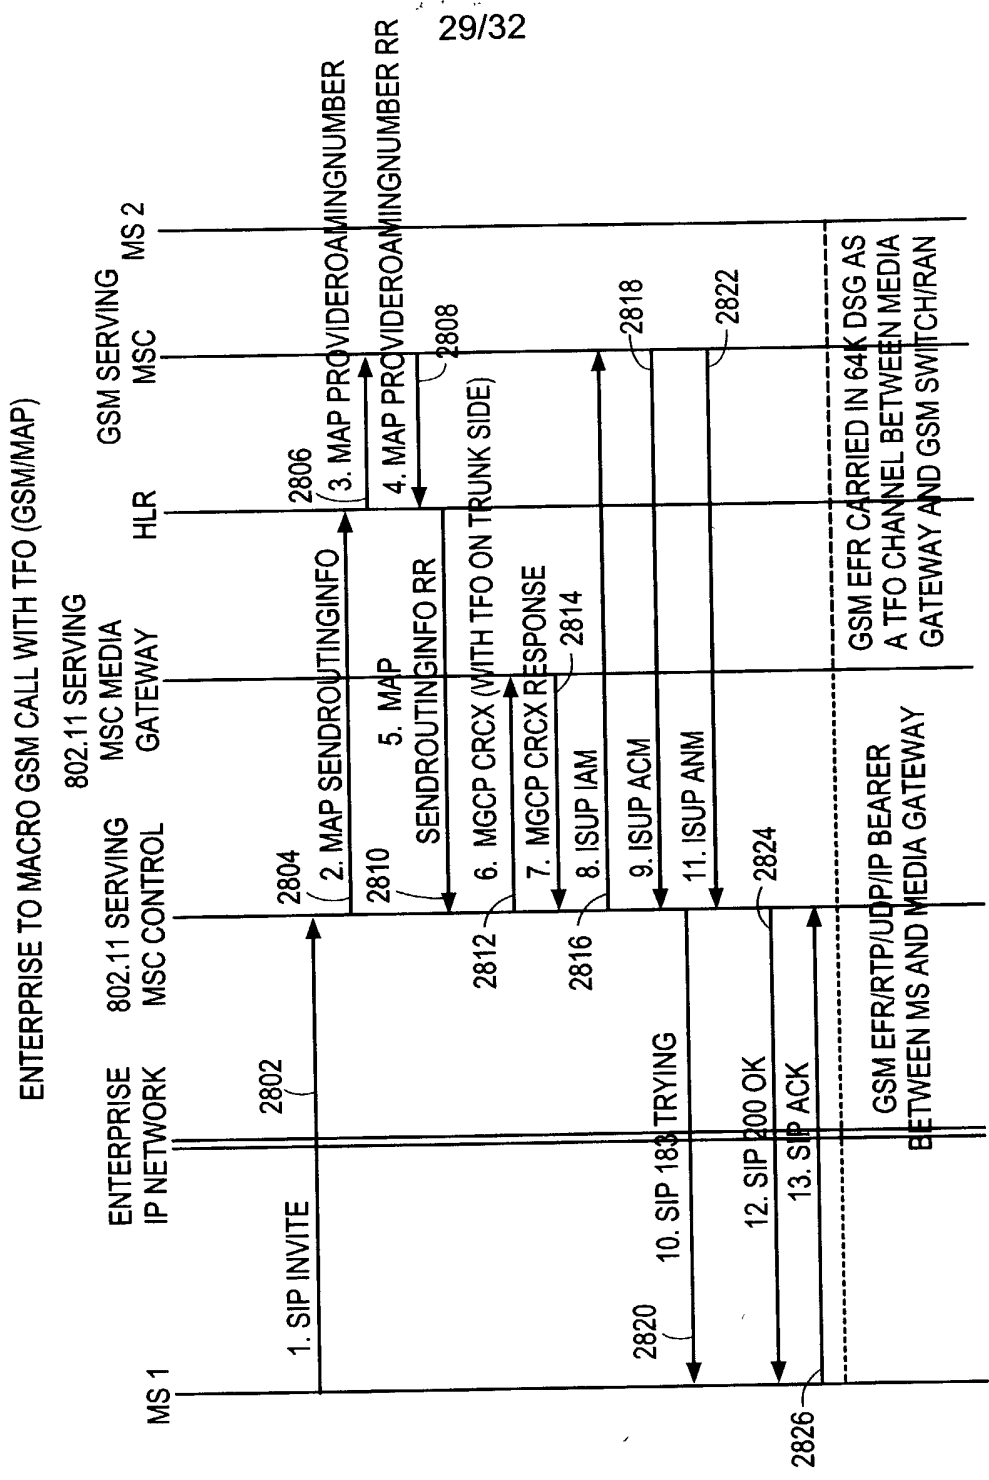 29/32
ENTERPRISE TO MACRO GSM CALL WITH TFO (GSM/MAP)
MS 1
ENTERPRISE
IP NETWORK
802.11 SERVING
MSC CONTROL
802.11 SERVING
MSC MEDIA
GATEWAY
HLR
GSM SERVING
MSC
MS 2
1. SIP INVITE
2802
2804
2. MAP SENDROUTINGINFO
2806
3. MAP PROVIDEROAMINGNUMBER
4. MAP PROVIDEROAMINGNUMBER RR
2808
2810
5. MAP
SENDROUTINGINFO RR
6. MGCP CRCX (WITH TFO ON TRUNK SIDE)
2812
7. MGCP CRCX RESPONSE
2814
8. ISUP IAM
2816
9. ISUP ACM
2818
10. SIP 183 TRYING
2820
11. ISUP ANM
2822
12. SIP 200 OK
2824
13. SIP ACK
2826
GSM EFR/RTP/UDP/IP BEARER
BETWEEN MS AND MEDIA GATEWAY
GSM EFR CARRIED IN 64K DSG AS
A TFO CHANNEL BETWEEN MEDIA
GATEWAY AND GSM SWITCH/RAN